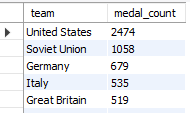 team medal_count
United States 2474
Soviet Union 1058
Germany 679
Italy 535
Great Britain 519